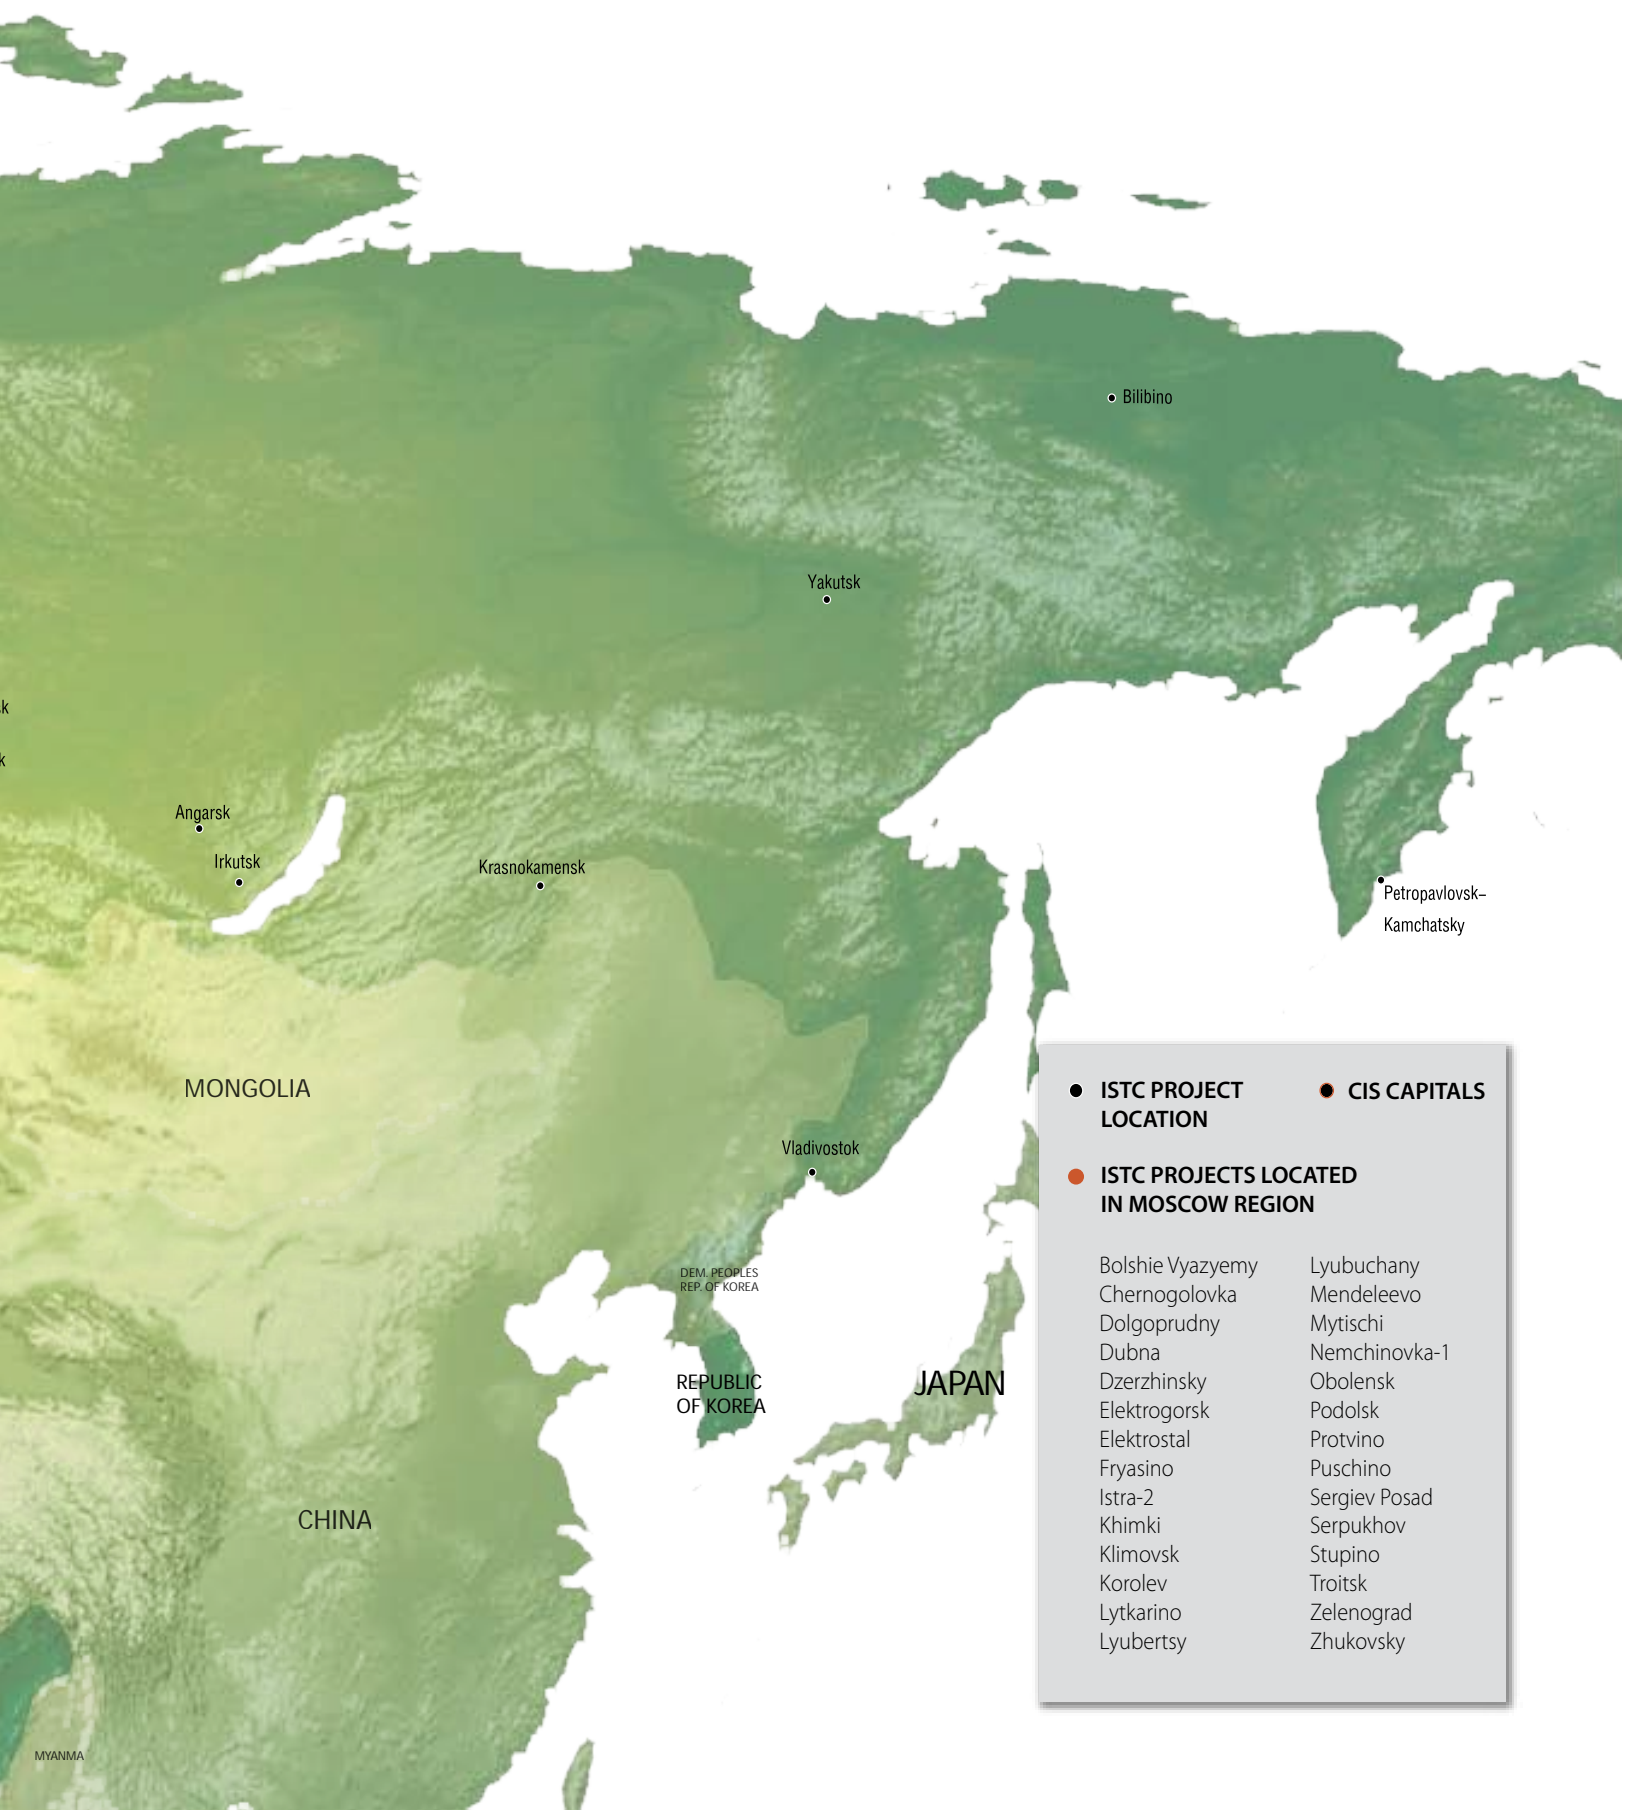 Bilibino
Yakutsk
k
k
Angarsk
Irkutsk
Krasnokamensk
Petropavlovsk–
Kamchatsky
MONGOLIA
Vladivostok
DEM. PEOPLES
REP. OF KOREA
REPUBLIC
OF KOREA
JAPAN
CHINA
MYANMA
ISTC PROJECT
LOCATION
CIS CAPITALS
ISTC PROJECTS LOCATED
IN MOSCOW REGION
Bolshie Vyazyemy
Chernogolovka
Dolgoprudny
Dubna
Dzerzhinsky
Elektrogorsk
Elektrostal
Fryasino
Istra-2
Khimki
Klimovsk
Korolev
Lytkarino
Lyubertsy
Lyubuchany
Mendeleevo
Mytischi
Nemchinovka-1
Obolensk
Podolsk
Protvino
Puschino
Sergiev Posad
Serpukhov
Stupino
Troitsk
Zelenograd
Zhukovsky